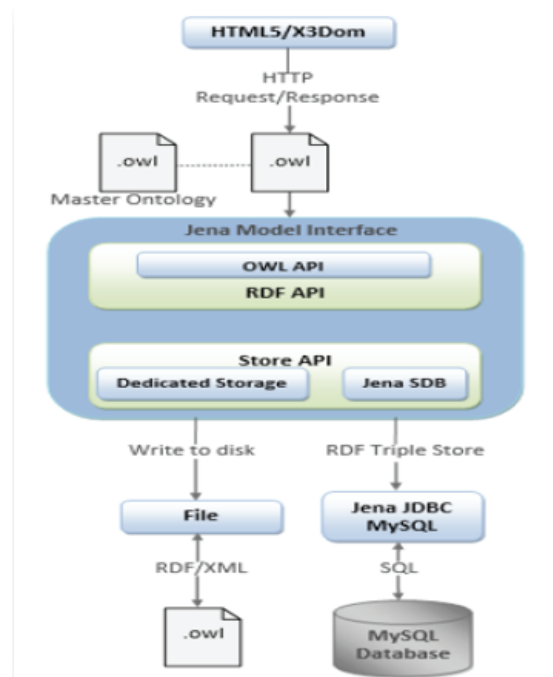 HTML5/X3Dom
HTTP
Request/Response
.owl
.owl
Master Ontology
Jena Model Interface
OWL API
RDF API
Store API
Dedicated Storage
Jena SDB
Write to disk
RDF Triple Store
File
Jena JDBC
MySQL
RDF/XML
SQL
.owl
MySQL
Database